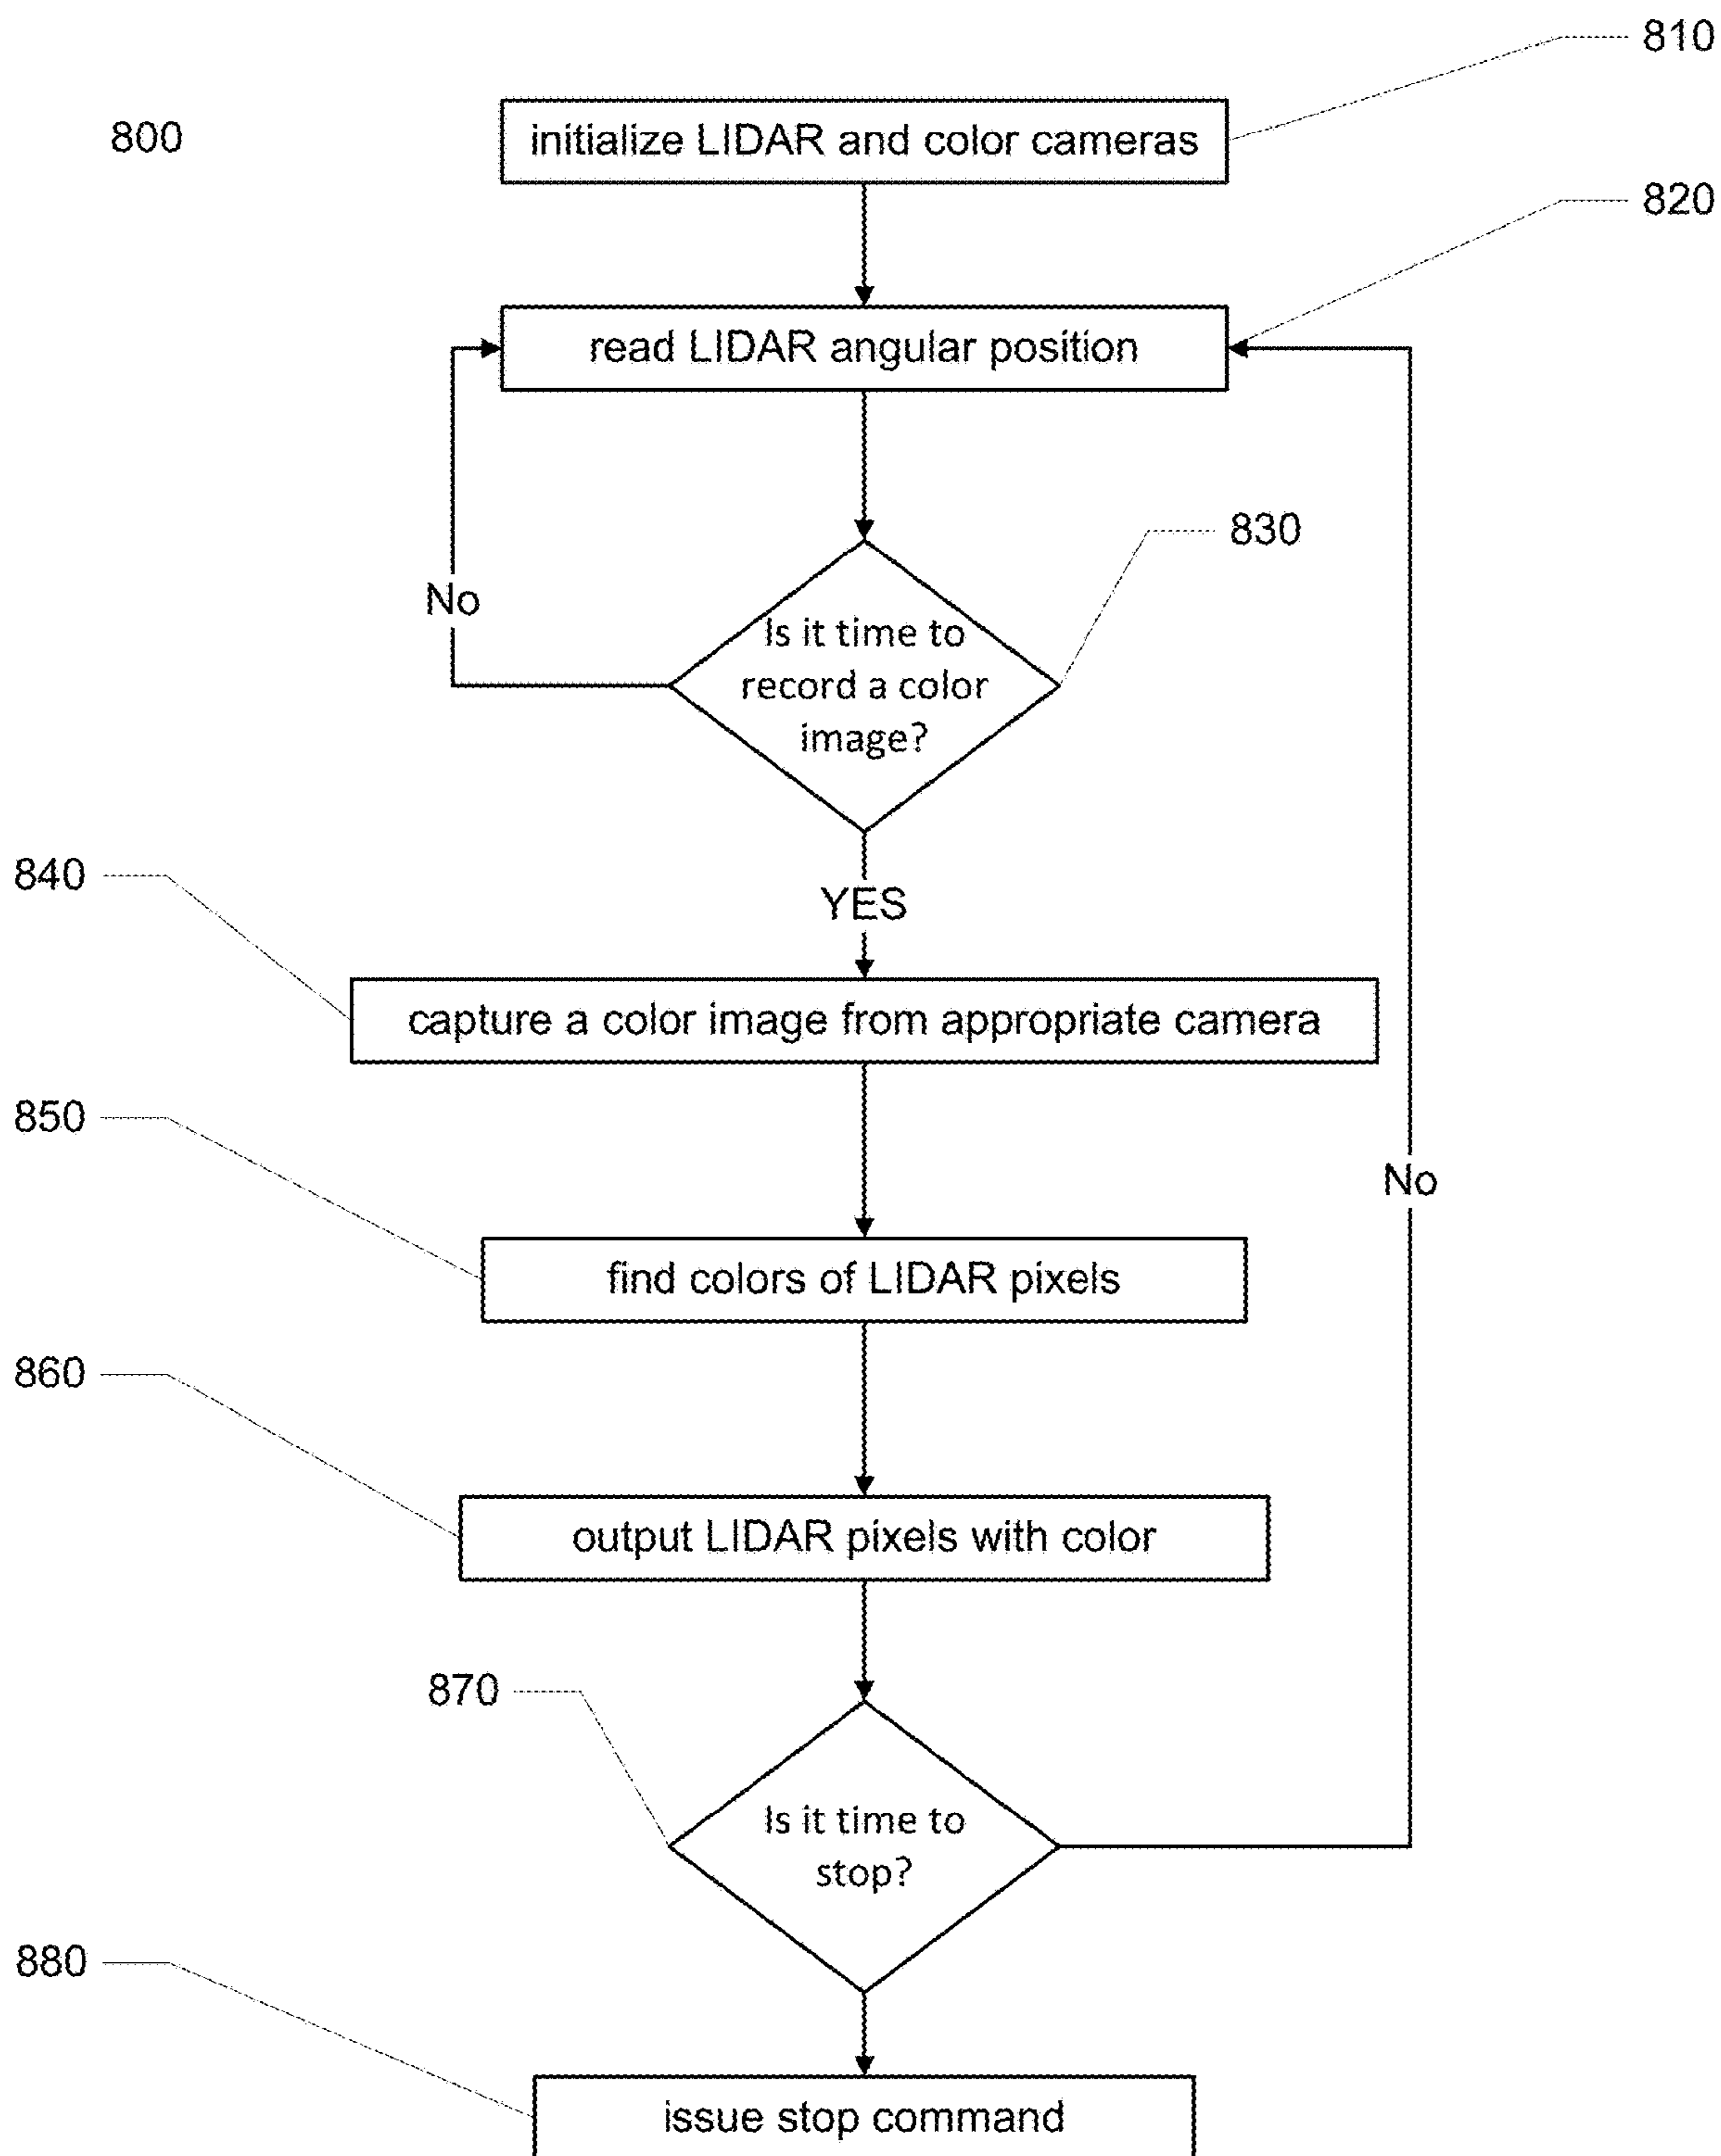 810
800
initialize LIDAR and color cameras
820
read LIDAR angular position
830
No
Is it time to
record a color
image?
840
YES
capture a color image from appropriate camera
850
No
find colors of LIDAR pixels
860
output LIDAR pixels with color
870
Is it time to
stop?
880
issue stop command